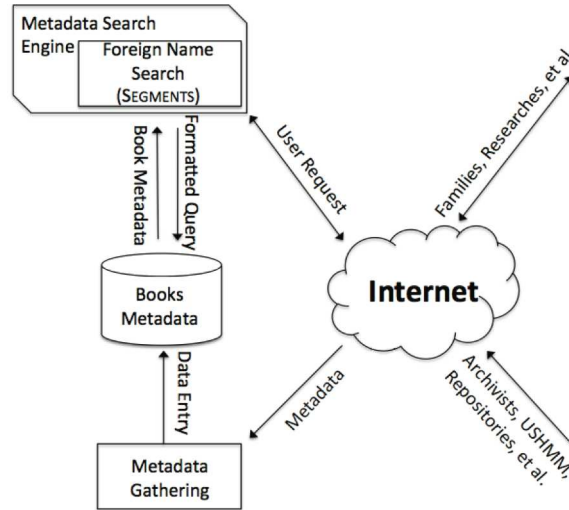 Metadata Search
Engine
Foreign Name
Search
(SEGMENTS)
Book Metadata
Formatted Query
User Request
Families, Researches, et al
Books
Metadata
Internet
Data Entry
Metadata
Archivists, USHMM,
Repositories, et al.
Metadata
Gathering